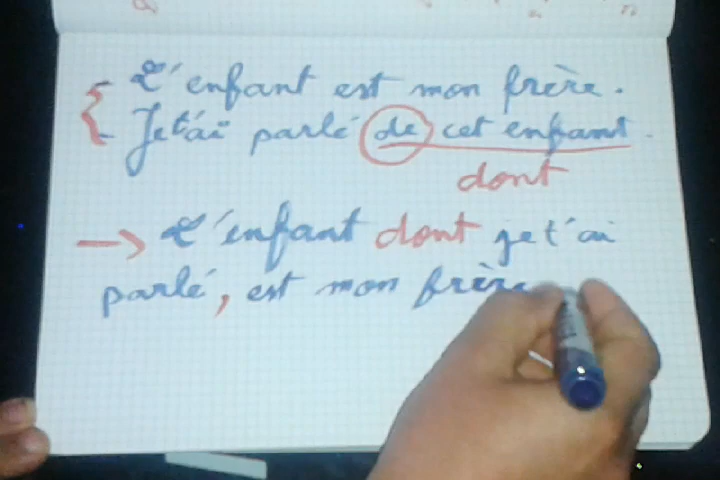 - L'enfant est mon frère.
- Je t'ai parlé de cet enfant.
dont
→ L'enfant dont je t'ai
parlé, est mon frère